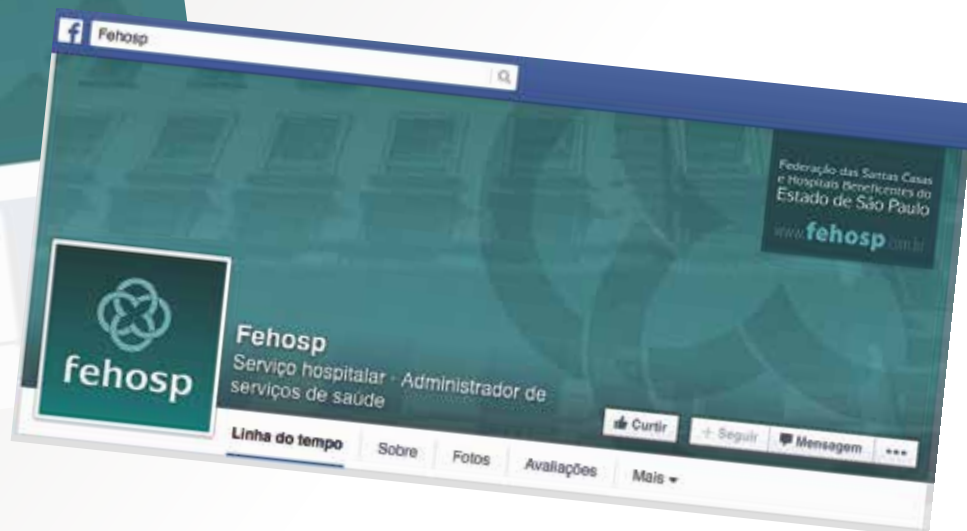 f
Fehosp
Federação das Santas Casas
e Hospitais Beneficentes do
Estado de São Paulo
www.fehosp.com.br
fehosp
Fehosp
Serviço hospitalar · Administrador de
serviços de saúde
Curtir
+ Seguir
Mensagem
•••
Linha do tempo
Sobre
Fotos
Avaliações
Mais